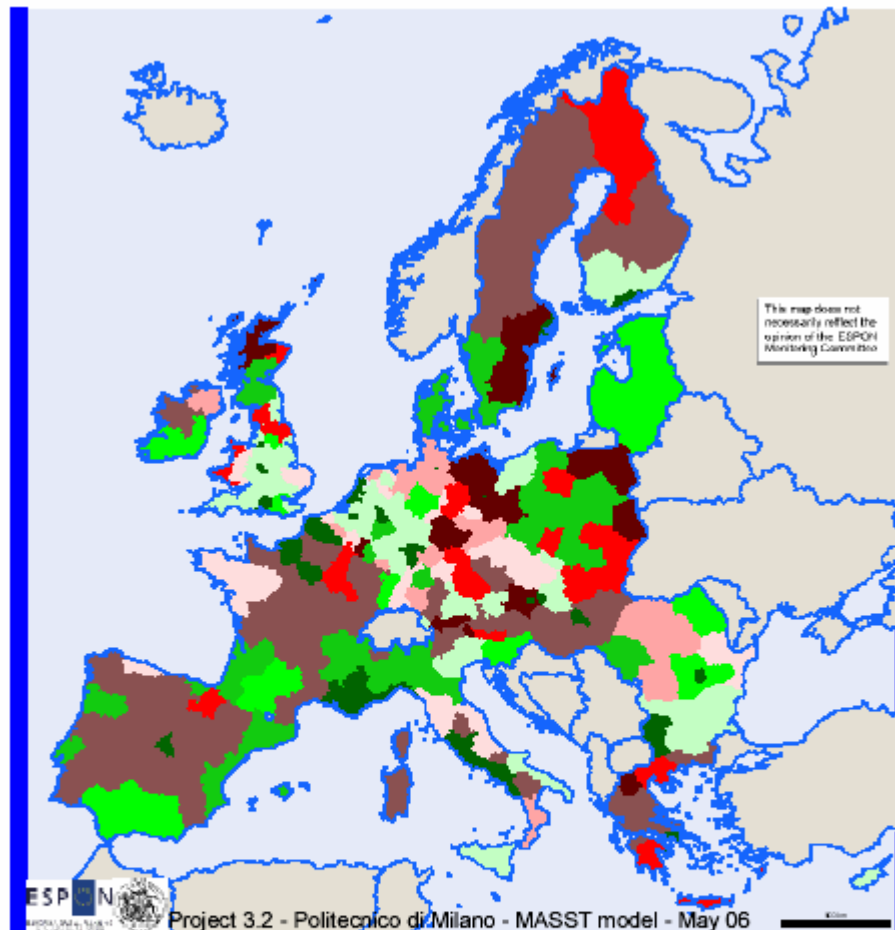 This map does not
necessarily reflect the
opinion of the ESPON
Monitoring Committee
ESPON
Project 3.2 - Politecnico di Milano - MASST model - May 06